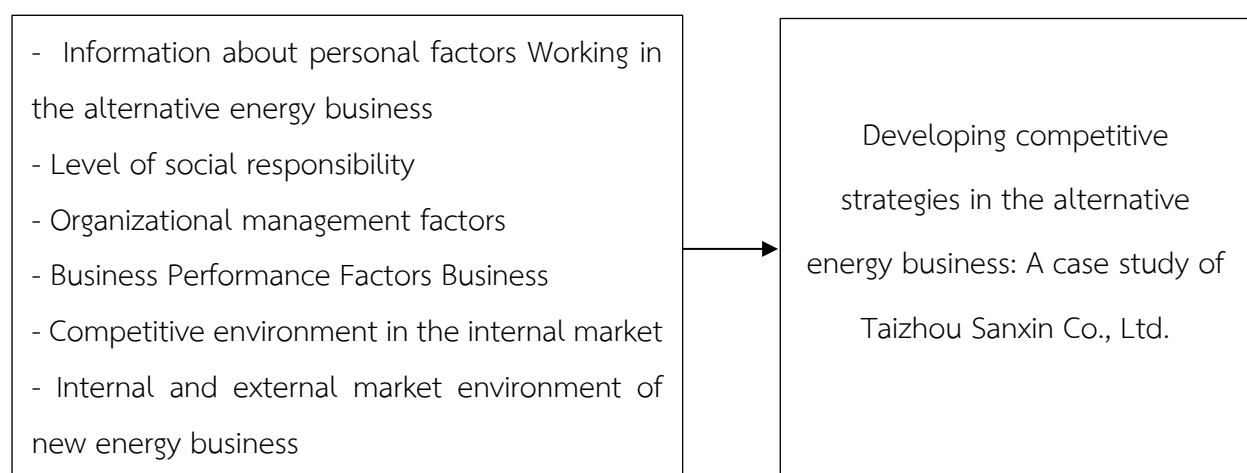 - Information about personal factors Working in
the alternative energy business
- Level of social responsibility
- Organizational management factors
- Business Performance Factors Business
- Competitive environment in the internal market
- Internal and external market environment of
new energy business
Developing competitive
strategies in the alternative
energy business: A case study of
Taizhou Sanxin Co., Ltd.